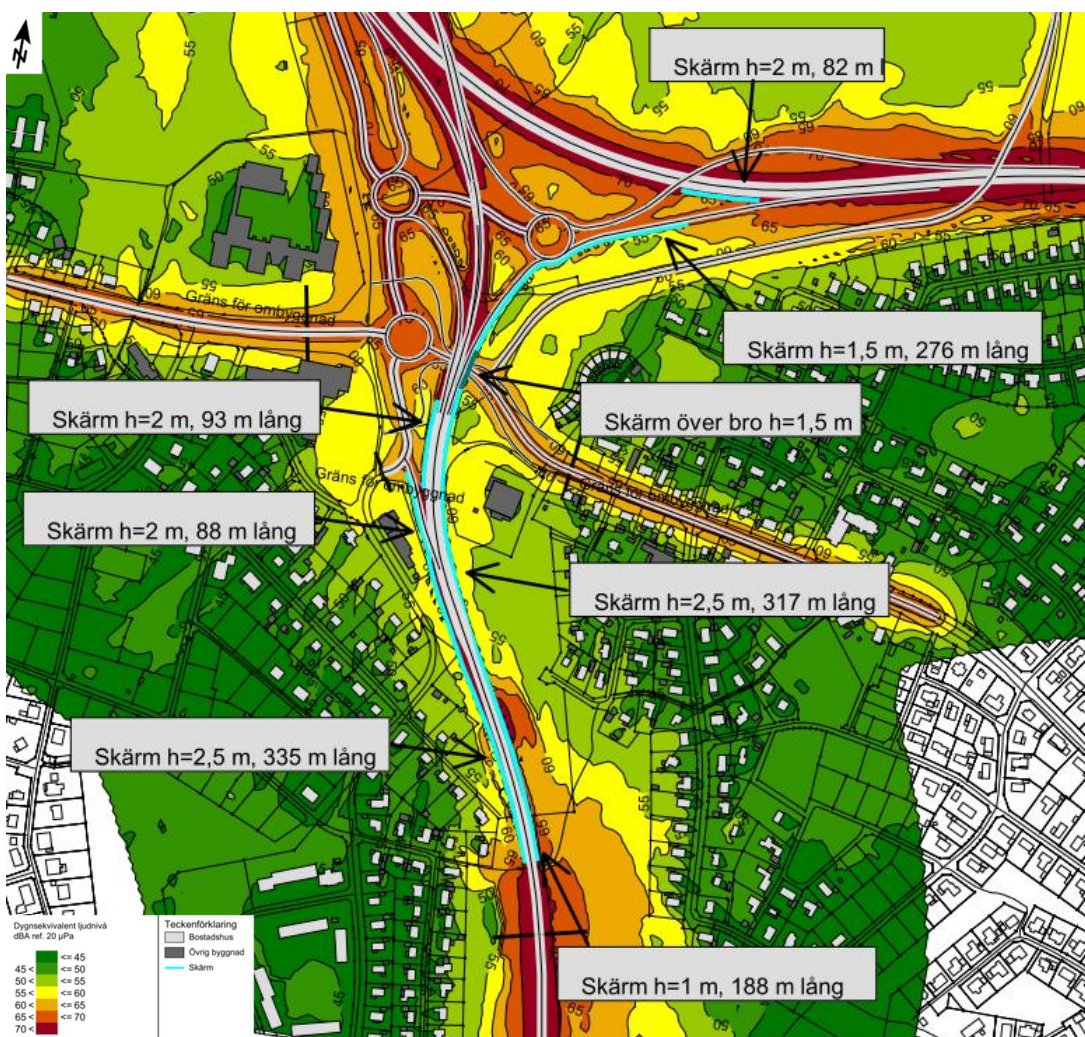 N
Skärm h=2 m, 82 m l
Skärm h=1,5 m, 276 m lång
Gräns för ombyggnad
Skärm h=2 m, 93 m lång
Skärm över bro h=1,5 m
Gräns för ombyggnad
Gräns för ombyggnad
Skärm h=2 m, 88 m lång
Skärm h=2,5 m, 317 m lång
Skärm h=2,5 m, 335 m lång
Skärm h=1 m, 188 m lång
Dygnsekvivalent ljudnivå
dBA ref. 20 µPa
<= 45
45 < <= 50
50 < <= 55
55 < <= 60
60 < <= 65
65 < <= 70
70 <
Teckenförklaring
Bostadshus
Övrig byggnad
Skärm